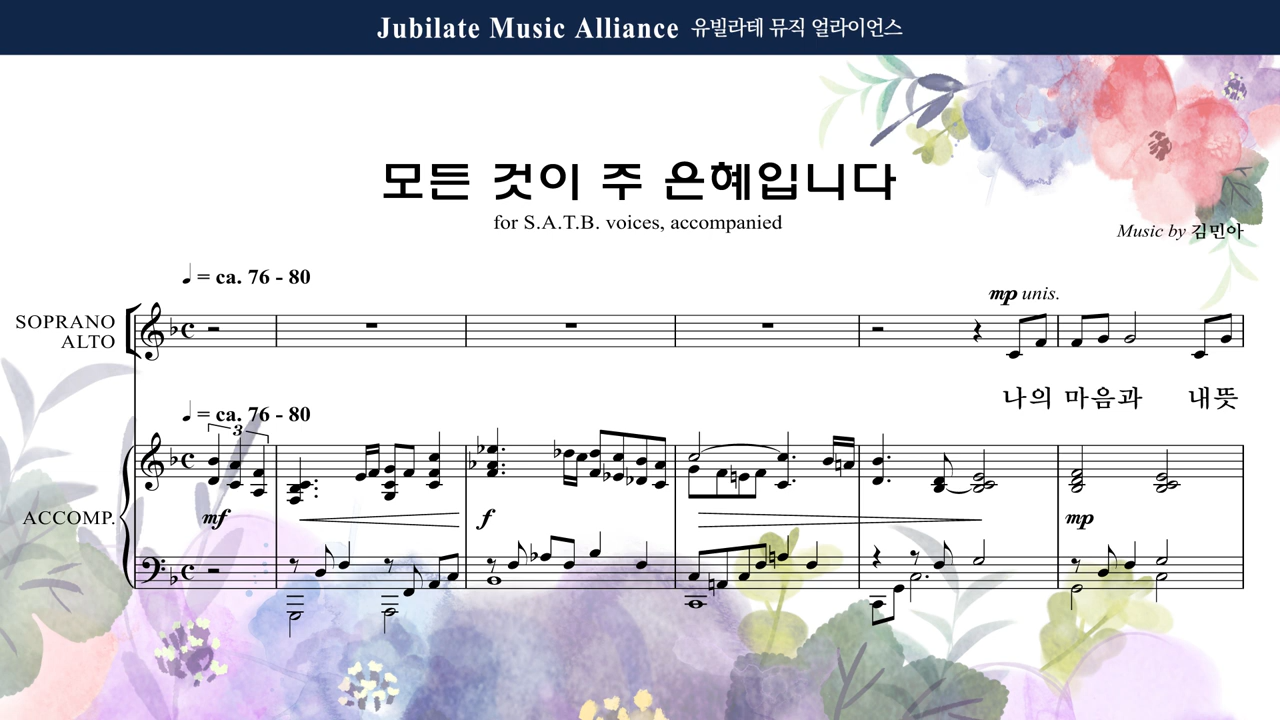 Jubilate Music Alliance 유빌라테 뮤직 얼라이언스
모든 것이 주 은혜입니다
for S.A.T.B. voices, accompanied
Music by 김민아
♩ = ca. 76 - 80
mp unis.
SOPRANO
ALTO
나의 마음과 내뜻
♩ = ca. 76 - 80
3
ACCOMP.
mf f mp